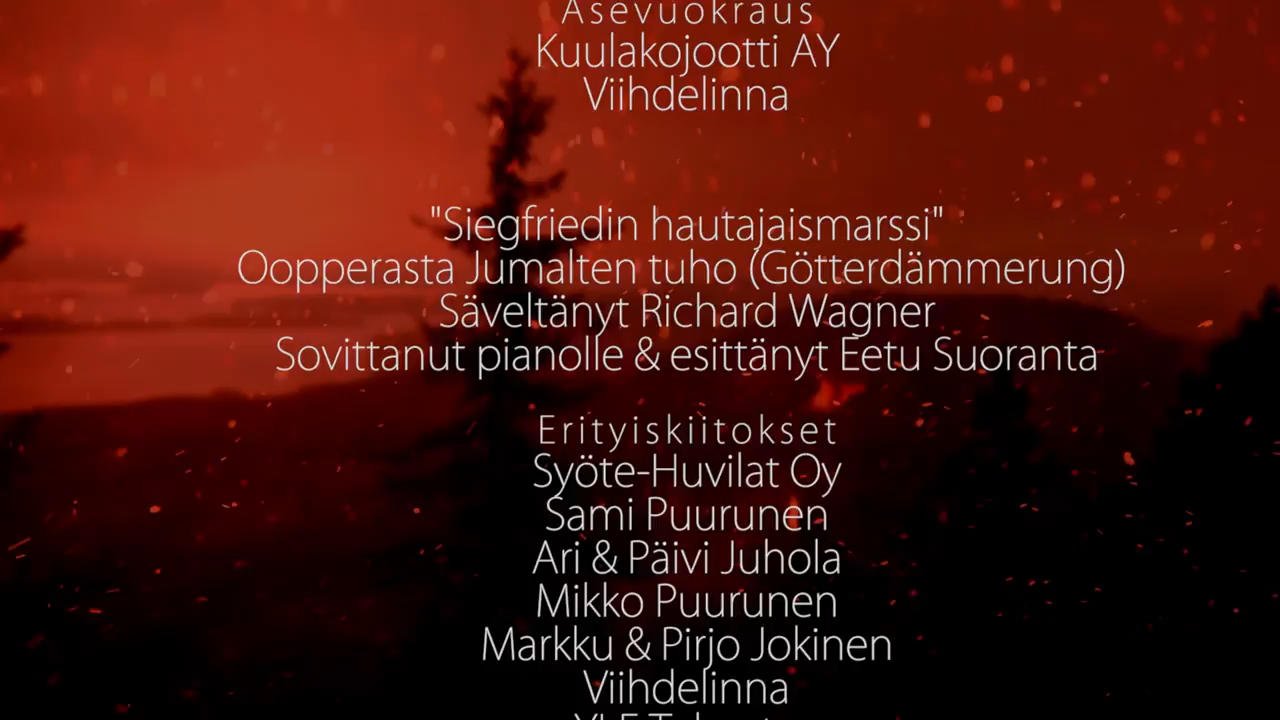 Asevuokraus
Kuulakojootti AY
Viihdelinna
"Siegfriedin hautajaismarssi"
Oopperasta Jumalten tuho (Götterdämmerung)
Säveltänyt Richard Wagner
Sovittanut pianolle & esittänyt Eetu Suoranta
Erityiskiitokset
Syöte-Huvilat Oy
Sami Puurunen
Ari & Päivi Juhola
Mikko Puurunen
Markku & Pirjo Jokinen
Viihdelinna